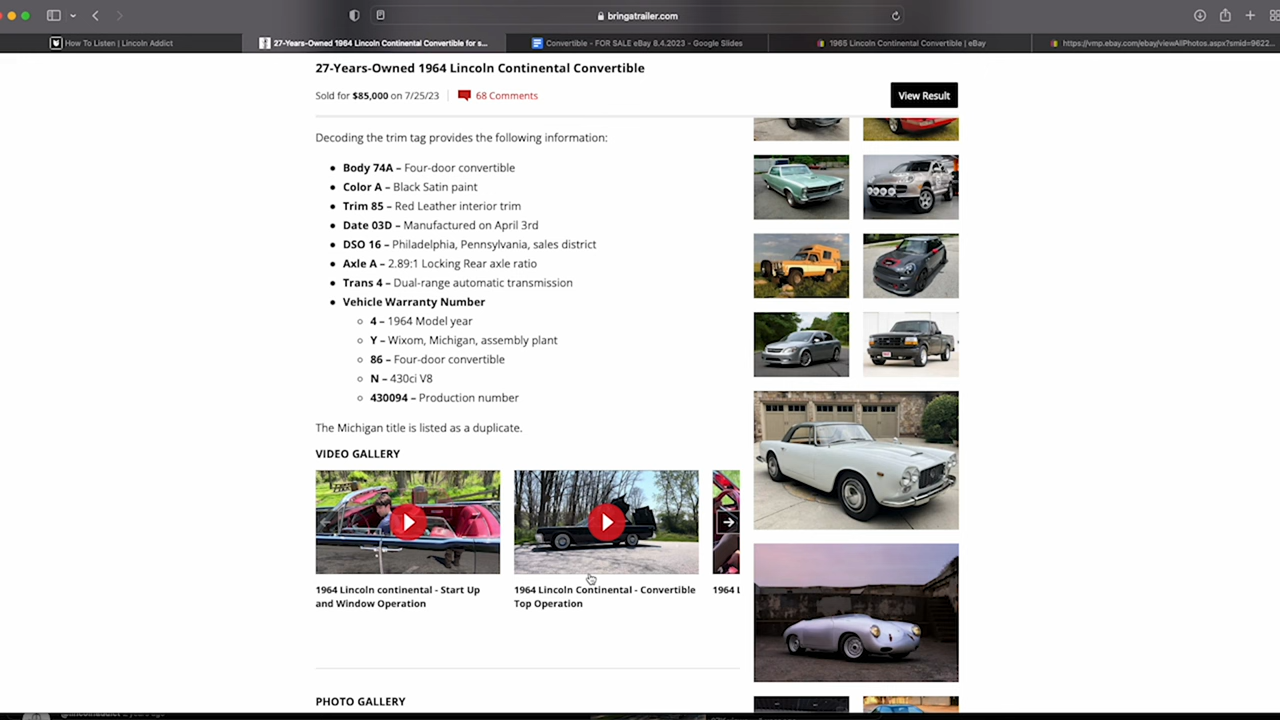 bringatrailer.com
How To Listen | Lincoln Addict
27-Years-Owned 1964 Lincoln Continental Convertible for s...
Convertible - FOR SALE eBay 8.4.2023 - Google Slides
1965 Lincoln Continental Convertible | eBay
https://vmp.ebay.com/ebay/viewAllPhotos.aspx?smid=9622...
27-Years-Owned 1964 Lincoln Continental Convertible
Sold for $85,000 on 7/25/23
68 Comments
View Result
Decoding the trim tag provides the following information:
Body 74A – Four-door convertible
Color A – Black Satin paint
Trim 85 – Red Leather interior trim
Date 03D – Manufactured on April 3rd
DSO 16 – Philadelphia, Pennsylvania, sales district
Axle A – 2.89:1 Locking Rear axle ratio
Trans 4 – Dual-range automatic transmission
Vehicle Warranty Number
4 – 1964 Model year
Y – Wixom, Michigan, assembly plant
86 – Four-door convertible
N – 430ci V8
430094 – Production number
The Michigan title is listed as a duplicate.
VIDEO GALLERY
1964 Lincoln continental - Start Up
and Window Operation
1964 Lincoln Continental - Convertible
Top Operation
1964 L
PHOTO GALLERY